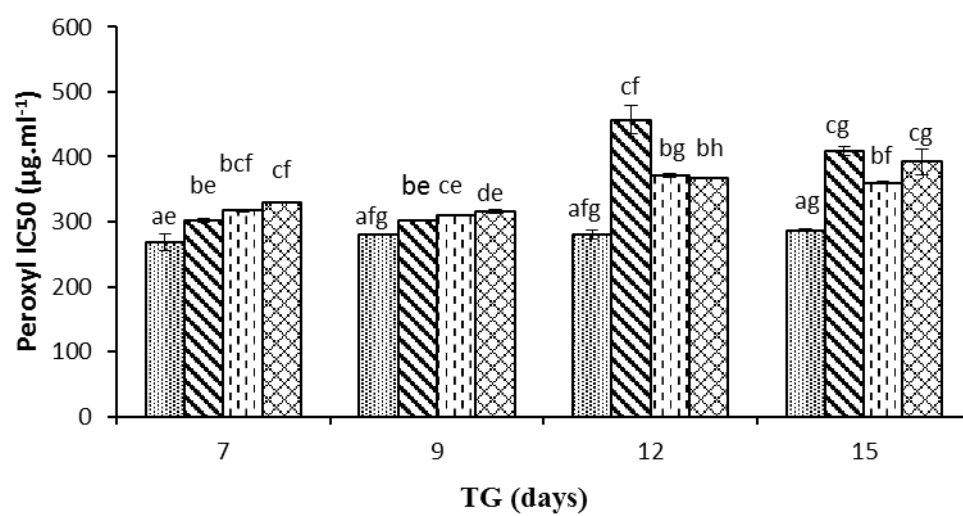 600
500
400
300
200
100
0
Peroxyl IC50 (µg.ml-1)
ae be bcf cf
afg be ce de
afg cf bg bh
ag cg bf cg
7 9 12 15
TG (days)